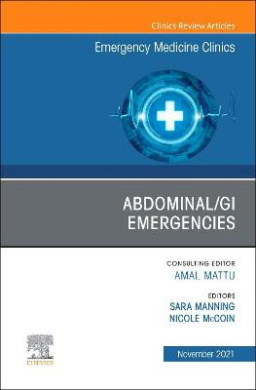 Clinics Review Articles
Emergency Medicine Clinics
ABDOMINAL/GI
EMERGENCIES
CONSULTING EDITOR
AMAL MATTU
EDITORS
SARA MANNING
NICOLE McCOIN
ELSEVIER
November 2021